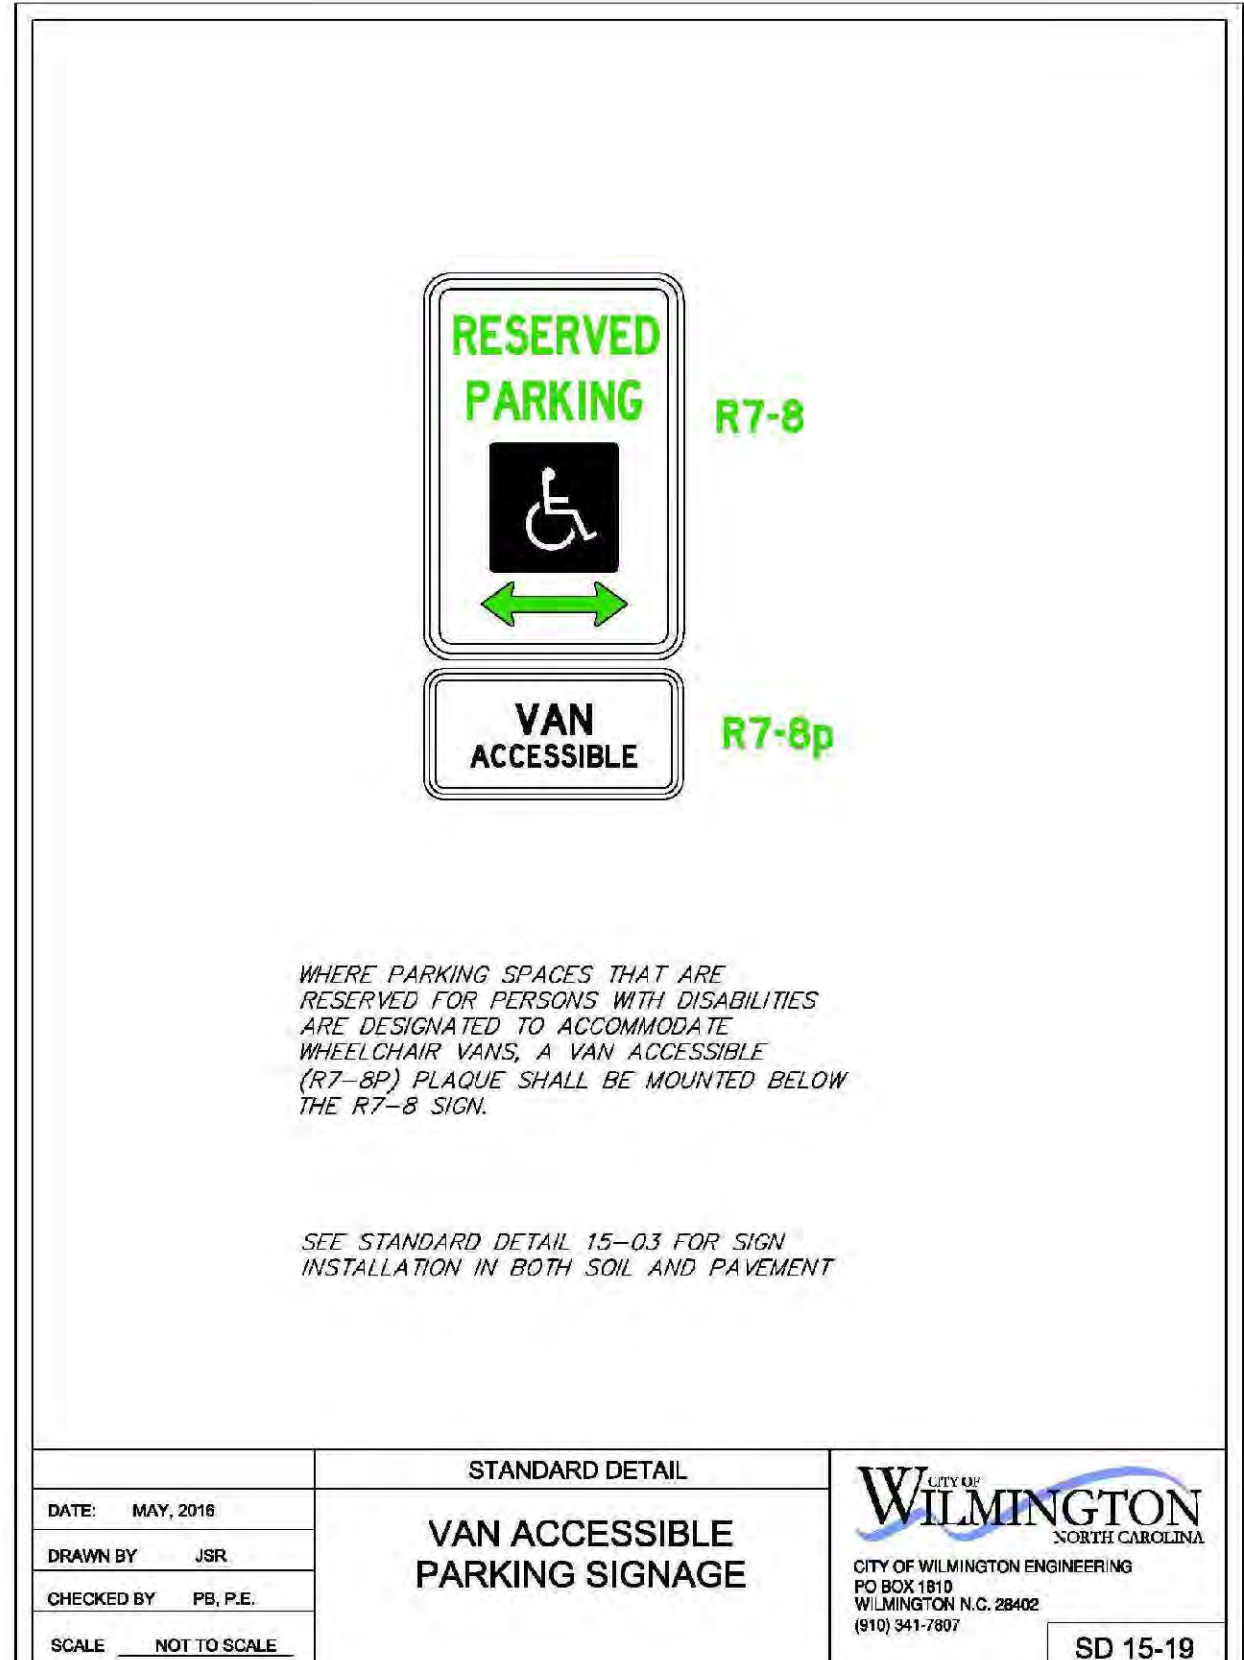 RESERVED
PARKING
R7-8
VAN
ACCESSIBLE
R7-8p
WHERE PARKING SPACES THAT ARE
RESERVED FOR PERSONS WITH DISABILITIES
ARE DESIGNATED TO ACCOMMODATE
WHEELCHAIR VANS, A VAN ACCESSIBLE
(R7-8P) PLAQUE SHALL BE MOUNTED BELOW
THE R7-8 SIGN.
SEE STANDARD DETAIL 15-03 FOR SIGN
INSTALLATION IN BOTH SOIL AND PAVEMENT
DATE: MAY, 2016
DRAWN BY JSR
CHECKED BY PB, P.E.
SCALE NOT TO SCALE
STANDARD DETAIL
VAN ACCESSIBLE
PARKING SIGNAGE
CITY OF
WILMINGTON
NORTH CAROLINA
CITY OF WILMINGTON ENGINEERING
PO BOX 1810
WILMINGTON N.C. 28402
(910) 341-7807
SD 15-19